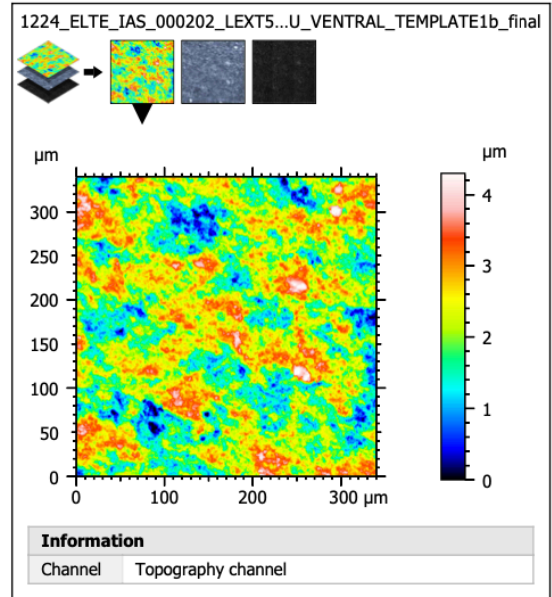 1224_ELTE_IAS_000202_LEXT5...U_VENTRAL_TEMPLATE1b_final
µm
µm
300
250
200
150
100
50
0
0 100 200 300 µm
4
3
2
1
0
Information
Channel Topography channel